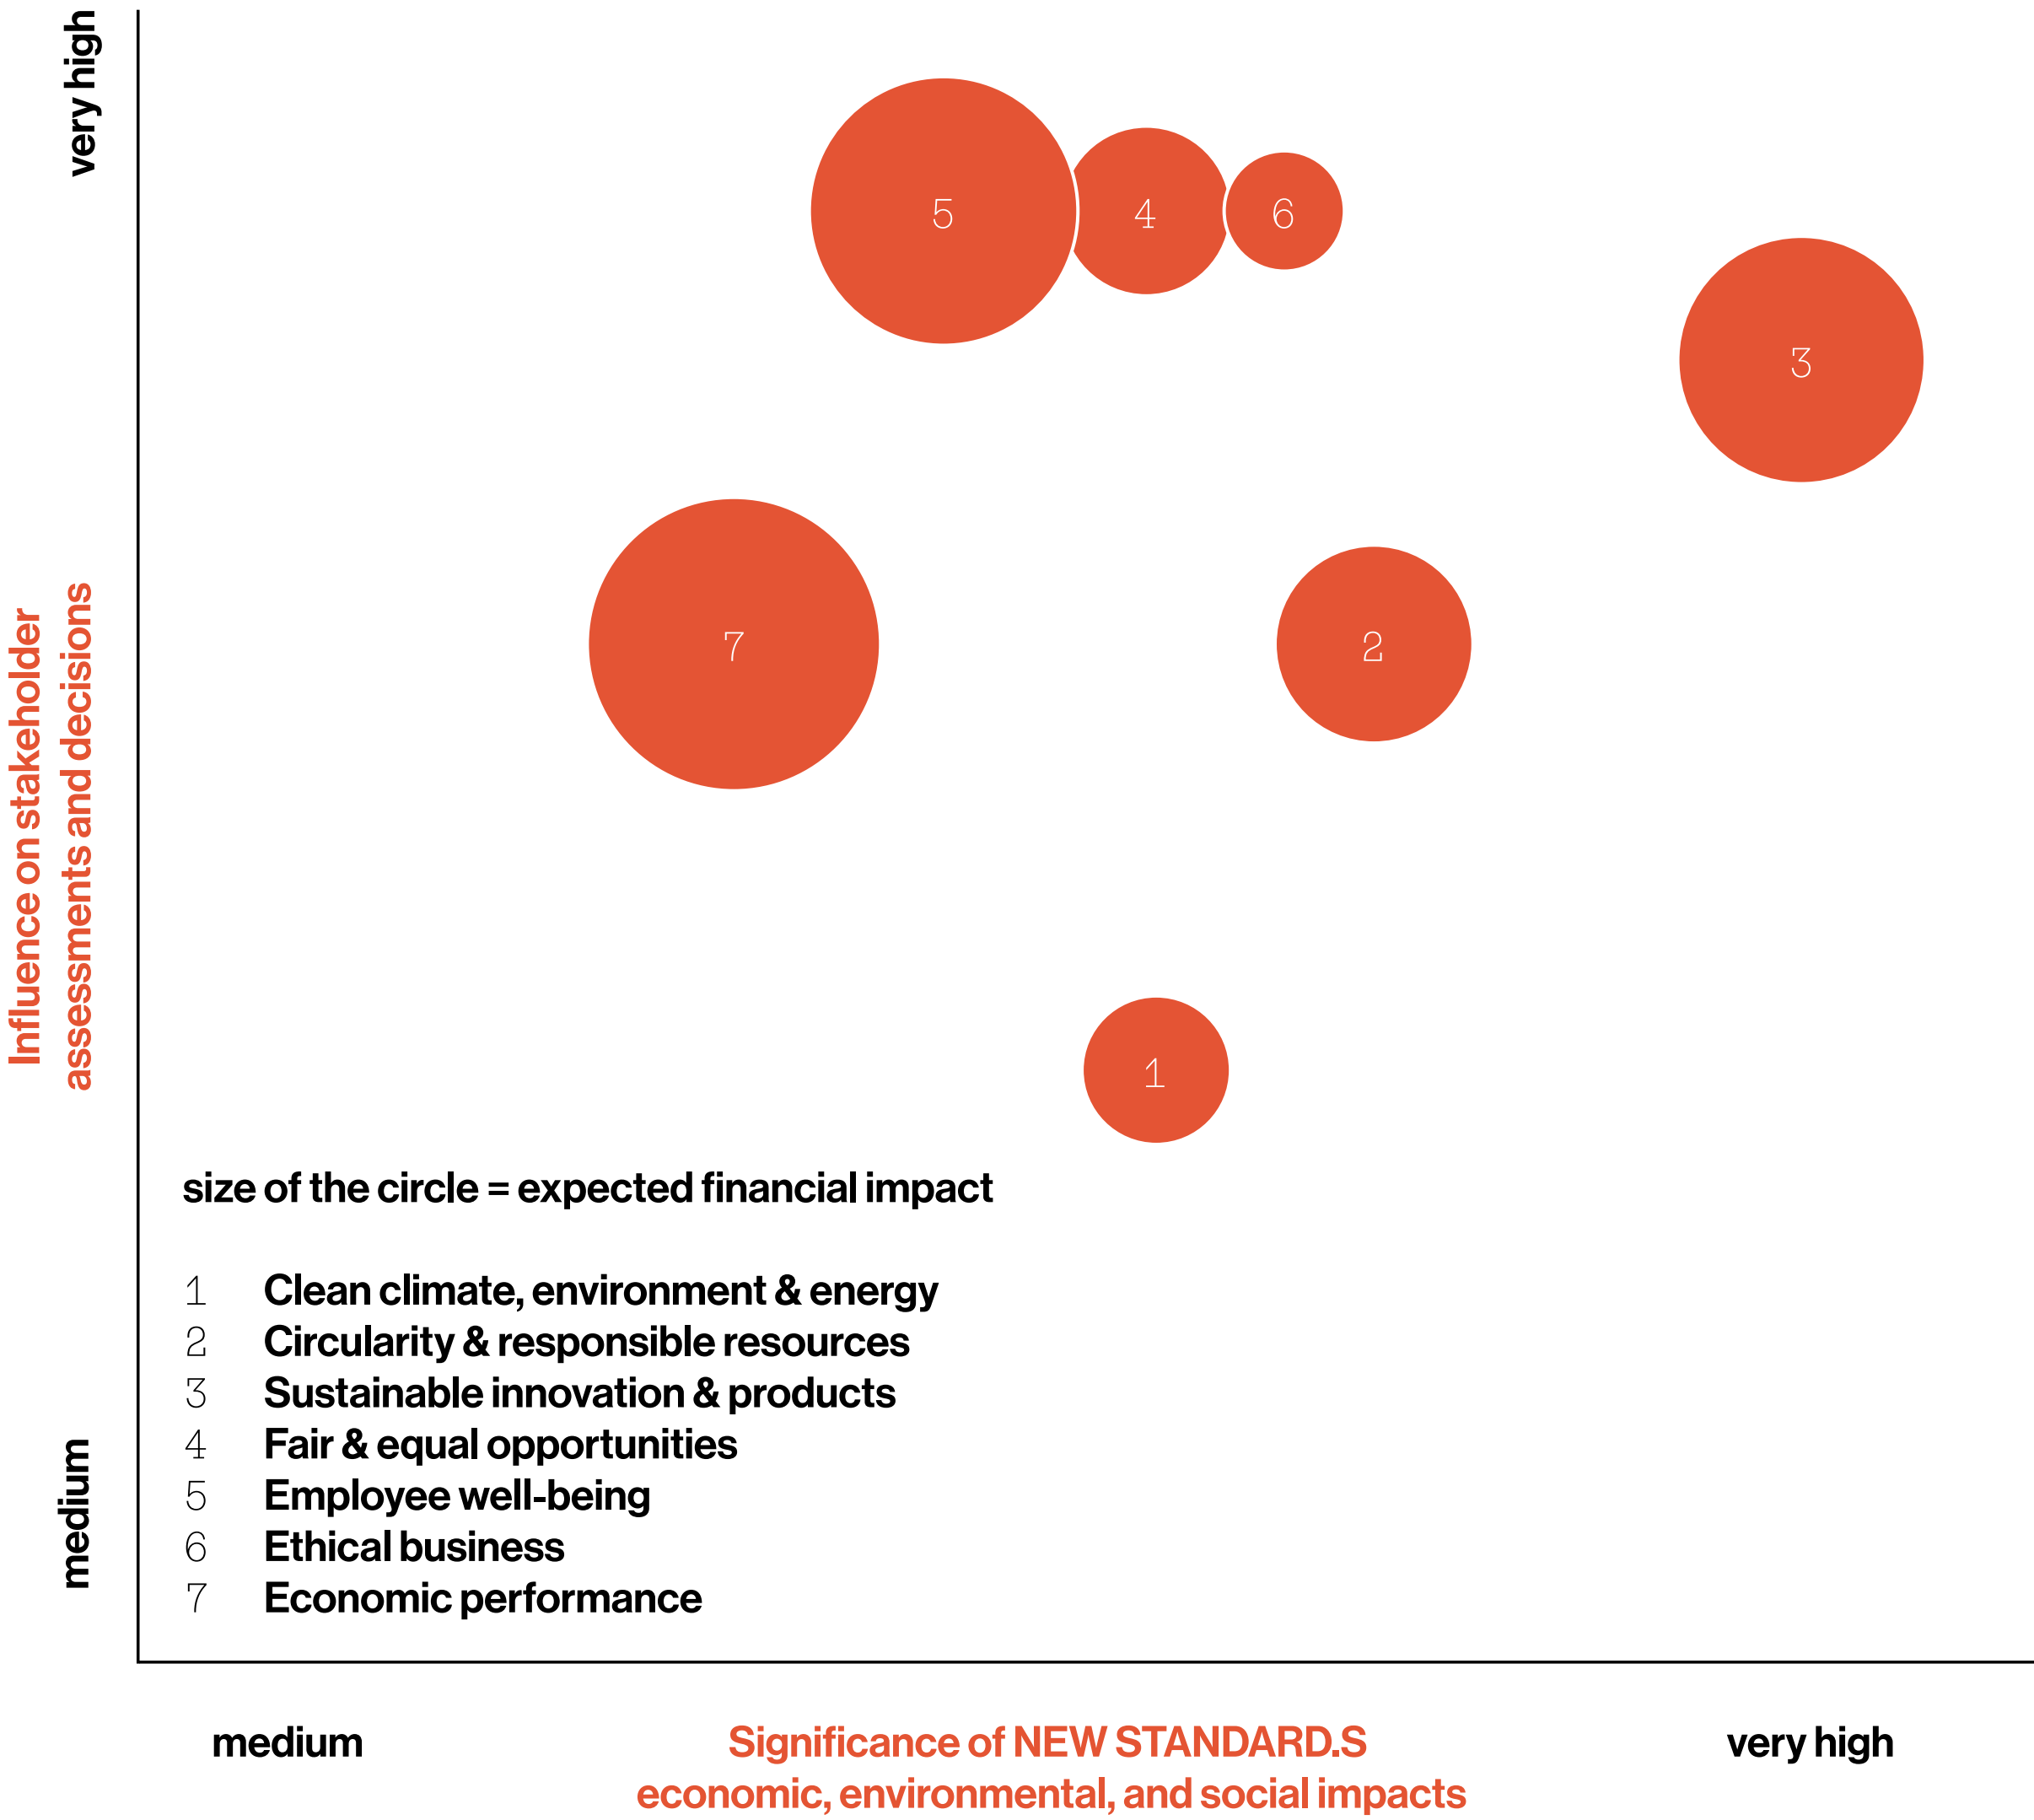 very high
Influence on stakeholder
assessments and decisions
medium
5
4
6
3
7
2
1
size of the circle = expected financial impact
1 Clean climate, environment & energy
2 Circularity & responsible resources
3 Sustainable innovation & products
4 Fair & equal opportunities
5 Employee well-being
6 Ethical business
7 Economic performance
medium
Significance of NEW STANDARD.S
economic, environmental, and social impacts
very high